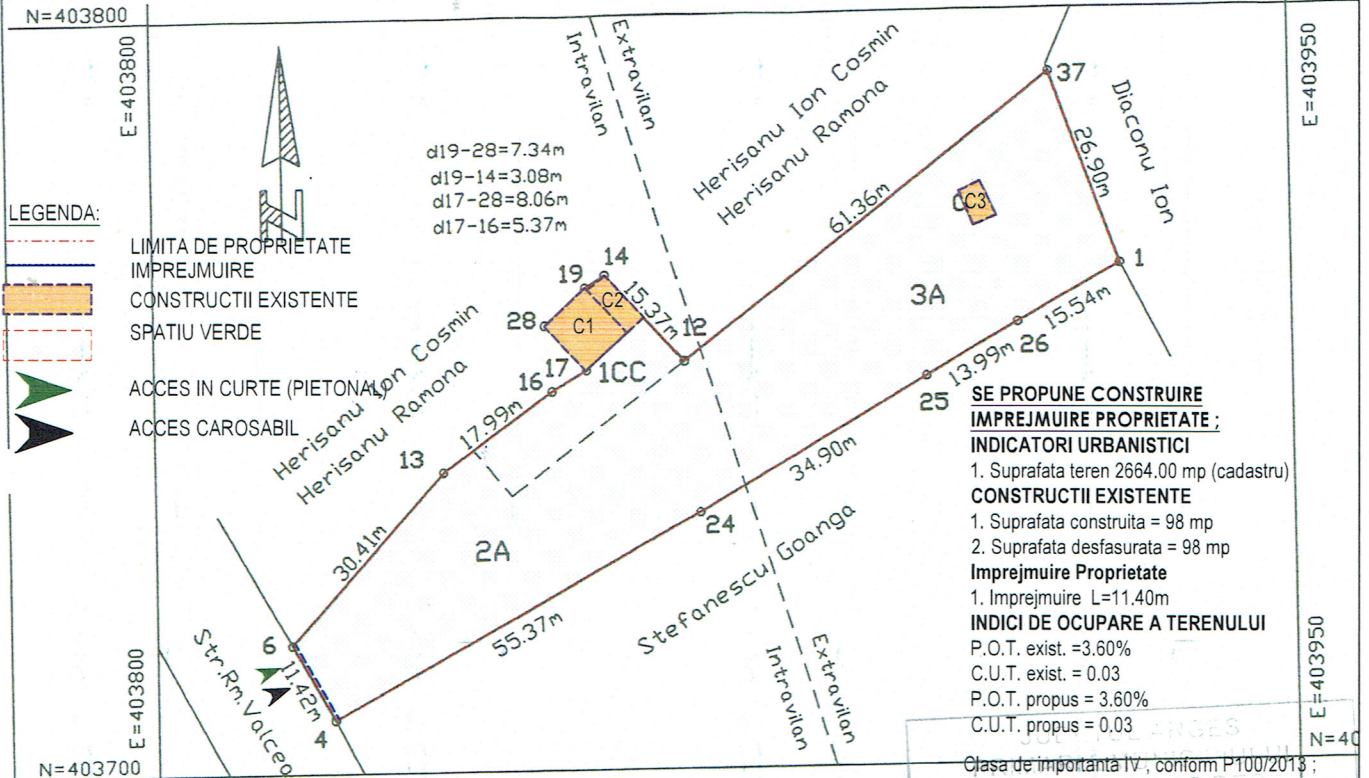 N=403800
E=403800
E=403950
Intravilan
Extravilan
Herisanu Ion Cosmin
Herisanu Ramona
37
26.90m
Diaconu Ion
d19-28=7.34m
d19-14=3.08m
d17-28=8.06m
d17-16=5.37m
61.36m
C3
LEGENDA:
LIMITA DE PROPRIETATE
IMPREJMUIRE
CONSTRUCTII EXISTENTE
SPATIU VERDE
ACCES IN CURTE (PIETONAL)
ACCES CAROSABIL
14
19
15.37m
C2
28
C1
12
1
3A
15.54m
26
13.99m
25
Herisanu Ion Cosmin
Herisanu Ramona
16
17
1CC
17.99m
13
34.90m
24
2A
30.41m
55.37m
Stefanescu Goanga
6
11.42m
4
Str.Rm.Valcea
Intravilan
Extravilan
SE PROPUNE CONSTRUIRE
IMPREJMUIRE PROPRIETATE ;
INDICATORI URBANISTICI
1. Suprafata teren 2664.00 mp (cadastru)
CONSTRUCTII EXISTENTE
1. Suprafata construita = 98 mp
2. Suprafata desfasurata = 98 mp
Imprejmuire Proprietate
1. Imprejmuire L=11.40m
INDICI DE OCUPARE A TERENULUI
P.O.T. exist. =3.60%
C.U.T. exist. = 0.03
P.O.T. propus = 3.60%
C.U.T. propus = 0,03
Clasa de importanta IV , conform P100/2013 ;
E=403800
E=403950
N=403700
N=40